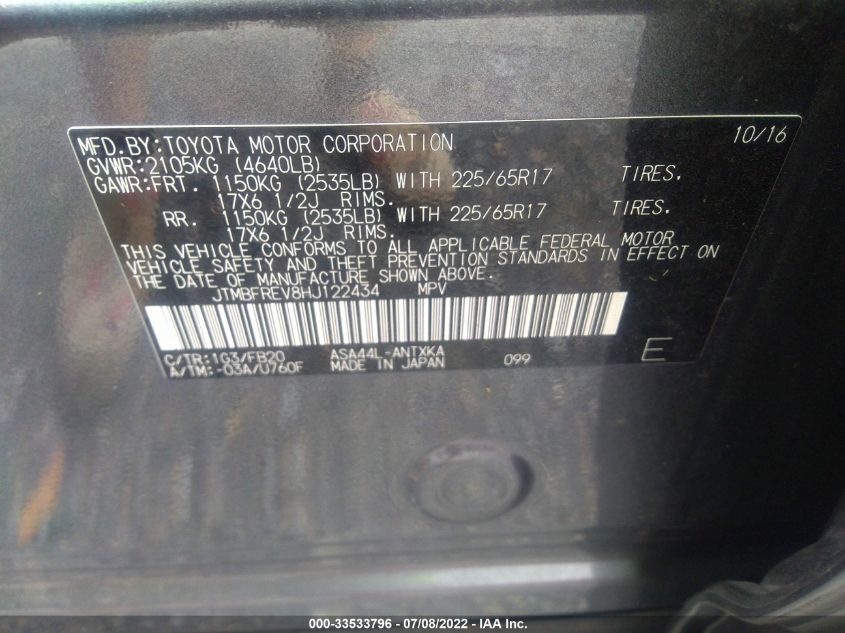 MFD.BY:TOYOTA MOTOR CORPORATION 10/16
GVWR:2105KG (4640LB)
GAWR:FRT. 1150KG (2535LB) WITH 225/65R17 TIRES,
17X6 1/2J RIMS.
RR. 1150KG (2535LB) WITH 225/65R17 TIRES,
17X6 1/2J RIMS.
THIS VEHICLE CONFORMS TO ALL APPLICABLE FEDERAL MOTOR
VEHICLE SAFETY AND THEFT PREVENTION STANDARDS IN EFFECT ON
THE DATE OF MANUFACTURE SHOWN ABOVE.
JTMBFREV8HJ122434 MPV
C/TR:1G3/FB20 ASA44L-ANTXKA 099 E
A/TM:-03A/U760F MADE IN JAPAN
000-33533796 - 07/08/2022 - IAA Inc.